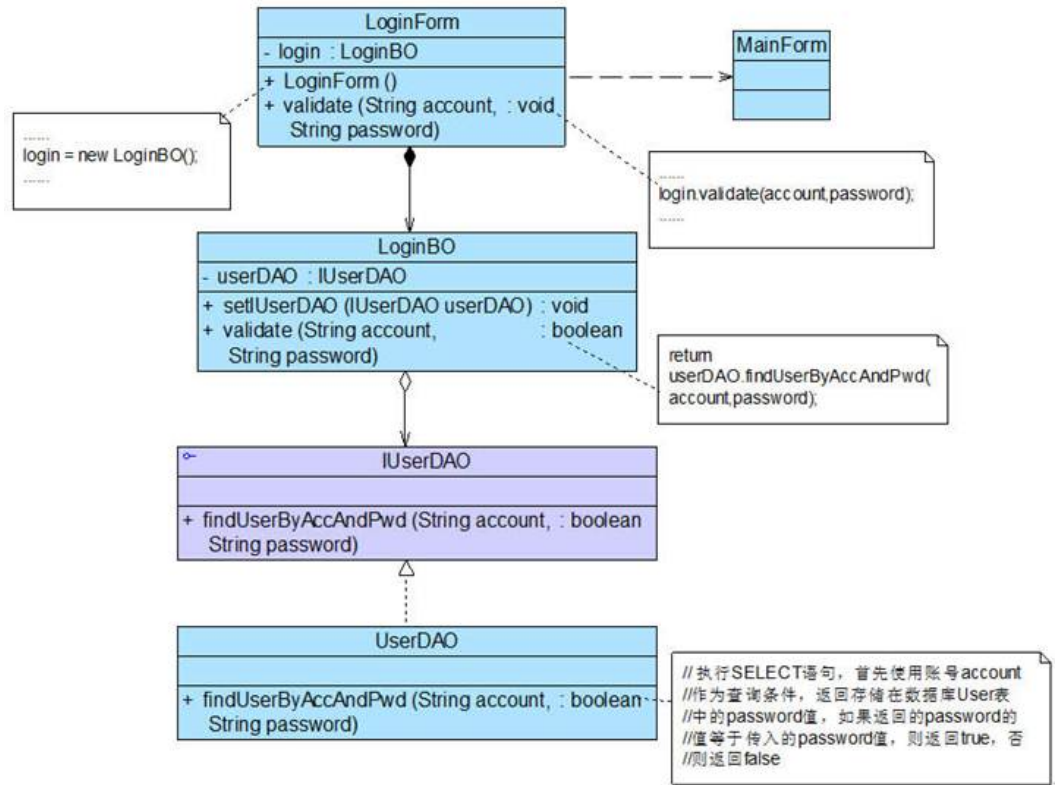 LoginForm
- login : LoginBO
+ LoginForm ()
+ validate (String account, : void
String password)
MainForm
......
login = new LoginBO();
......
......
login.validate(account,password);
......
LoginBO
- userDAO : IUserDAO
+ setIUserDAO (IUserDAO userDAO) : void
+ validate (String account, : boolean
String password)
return
userDAO.findUserByAccAndPwd(
account,password);
IUserDAO
+ findUserByAccAndPwd (String account, : boolean
String password)
UserDAO
+ findUserByAccAndPwd (String account, : boolean
String password)
//执行SELECT语句，首先使用账号account
//作为查询条件，返回存储在数据库User表
//中的password值，如果返回的password的
//值等于传入的password值，则返回true，否
//则返回false